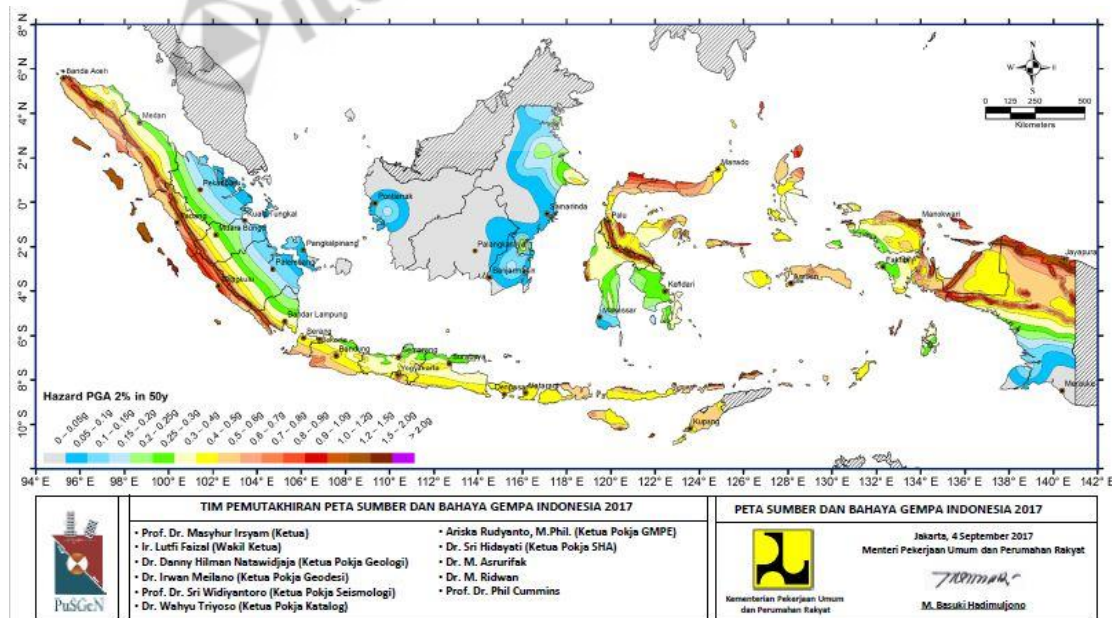 8° N
6° N
4° N
2° N
0°
2° S
4° S
6° S
8° S
10° S
Banda Aceh
Medan
Pekanbaru
Kuala Tungkal
Padang
Muara Bungo
Pangkalpinang
Palembang
Bengkulu
Bandar Lampung
Serang
Jakarta
Bandung
Semarang
Yogyakarta
Surabaya
Denpasar
Mataram
Kupang
Pontianak
Samarinda
Palangkaraya
Banjarmasin
Manado
Palu
Kendari
Makassar
Ambon
Manokwari
Fakfak
Jayapura
Merauke
N
W
E
S
0 125 250 500
Kilometers
Hazard PGA 2% in 50y
0 – 0.05g
0.05 – 0.1g
0.1 – 0.15g
0.15 – 0.2g
0.2 – 0.25g
0.25 – 0.3g
0.3 – 0.4g
0.4 – 0.5g
0.5 – 0.6g
0.6 – 0.7g
0.7 – 0.8g
0.8 – 0.9g
0.9 – 1.0g
1.0 – 1.2g
1.2 – 1.5g
1.5 – 2.0g
> 2.0g
94° E 96° E 98° E 100° E 102° E 104° E 106° E 108° E 110° E 112° E 114° E 116° E 118° E 120° E 122° E 124° E 126° E 128° E 130° E 132° E 134° E 136° E 138° E 140° E 142° E
PuSGeN
TIM PEMUTAKHIRAN PETA SUMBER DAN BAHAYA GEMPA INDONESIA 2017
• Prof. Dr. Masyhur Irsyam (Ketua)
• Ir. Lutfi Faizal (Wakil Ketua)
• Dr. Danny Hilman Natawidjaja (Ketua Pokja Geologi)
• Dr. Irwan Meilano (Ketua Pokja Geodesi)
• Prof. Dr. Sri Widiyantoro (Ketua Pokja Seismologi)
• Dr. Wahyu Triyoso (Ketua Pokja Katalog)
• Ariska Rudyanto, M.Phil. (Ketua Pokja GMPE)
• Dr. Sri Hidayati (Ketua Pokja SHA)
• Dr. M. Asrurifak
• Dr. M. Ridwan
• Prof. Dr. Phil Cummins
PETA SUMBER DAN BAHAYA GEMPA INDONESIA 2017
Kementerian Pekerjaan Umum
dan Perumahan Rakyat
Jakarta, 4 September 2017
Menteri Pekerjaan Umum dan Perumahan Rakyat
M. Basuki Hadimuljono